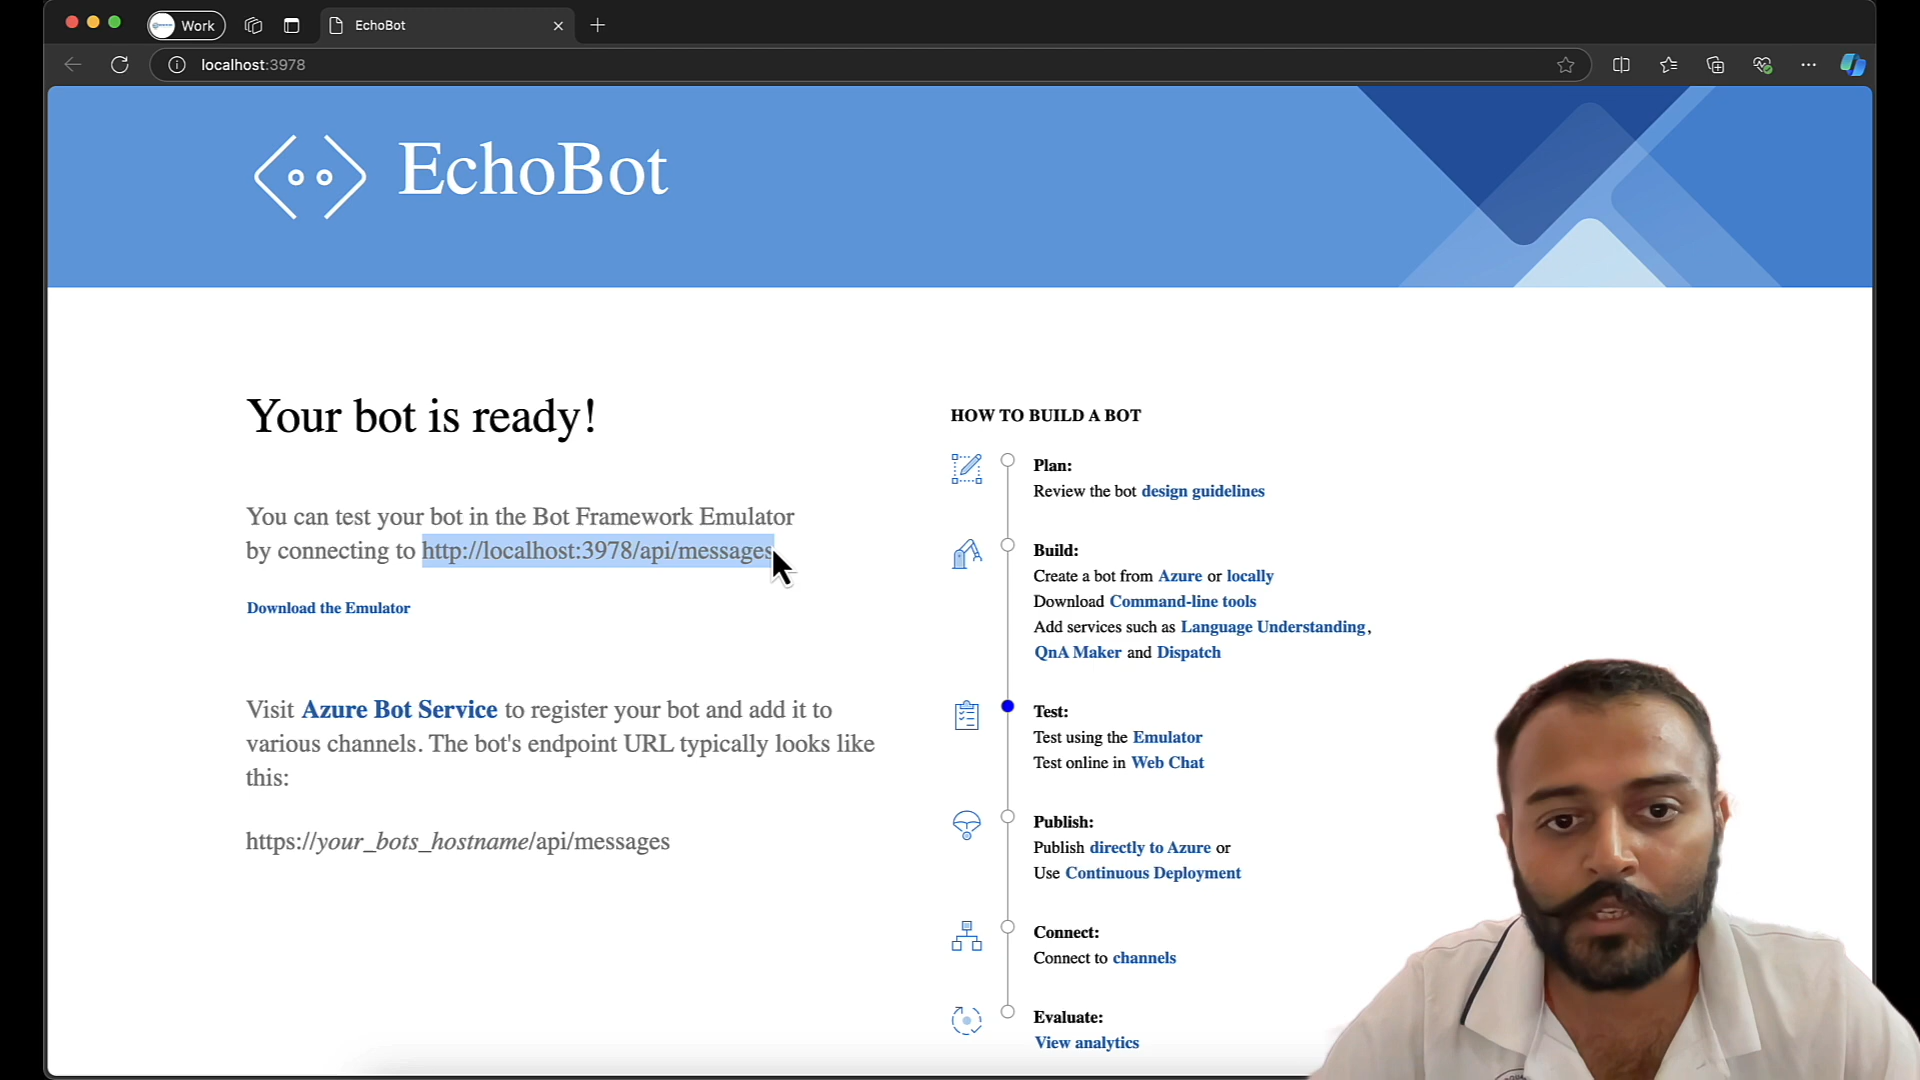 Work
EchoBot
localhost:3978
EchoBot
Your bot is ready!
You can test your bot in the Bot Framework Emulator
by connecting to http://localhost:3978/api/messages
Download the Emulator
Visit Azure Bot Service to register your bot and add it to
various channels. The bot's endpoint URL typically looks like
this:
https://your_bots_hostname/api/messages
HOW TO BUILD A BOT
Plan:
Review the bot design guidelines
Build:
Create a bot from Azure or locally
Download Command-line tools
Add services such as Language Understanding,
QnA Maker and Dispatch
Test:
Test using the Emulator
Test online in Web Chat
Publish:
Publish directly to Azure or
Use Continuous Deployment
Connect:
Connect to channels
Evaluate:
View analytics